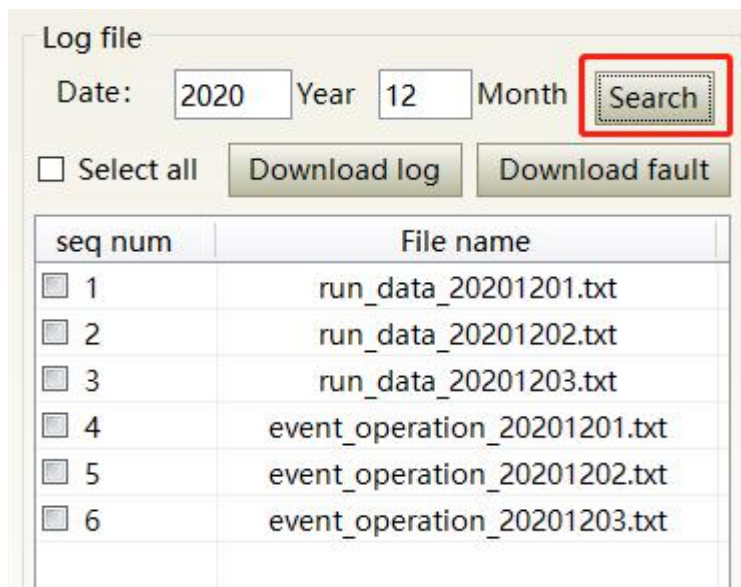 Log file
Date: 2020 Year 12 Month Search
Select all Download log Download fault
seq num File name
1 run_data_20201201.txt
2 run_data_20201202.txt
3 run_data_20201203.txt
4 event_operation_20201201.txt
5 event_operation_20201202.txt
6 event_operation_20201203.txt